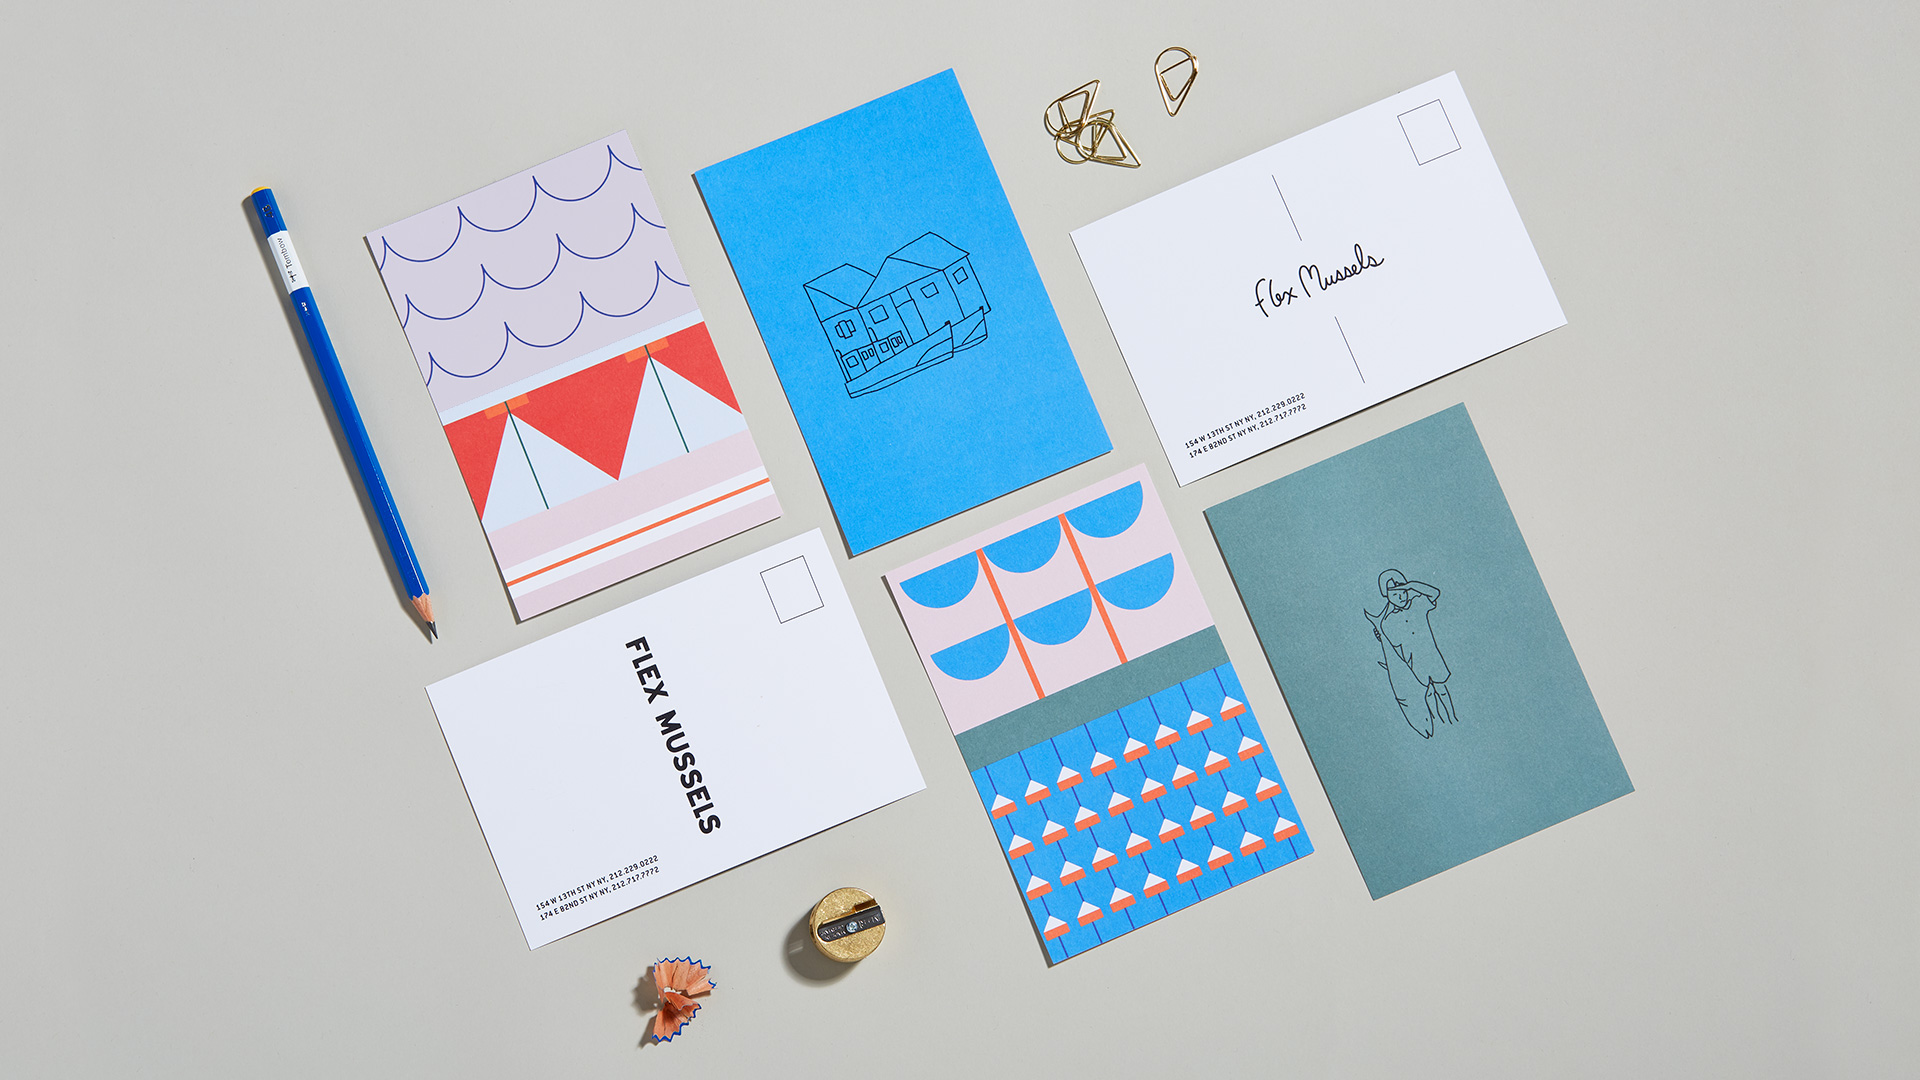 Tombow
Flex Mussels
154 W 13TH ST NY NY, 212.229.0222
174 E 82ND ST NY NY, 212.717.7772
FLEX MUSSELS
154 W 13TH ST NY NY, 212.229.0222
174 E 82ND ST NY NY, 212.717.7772